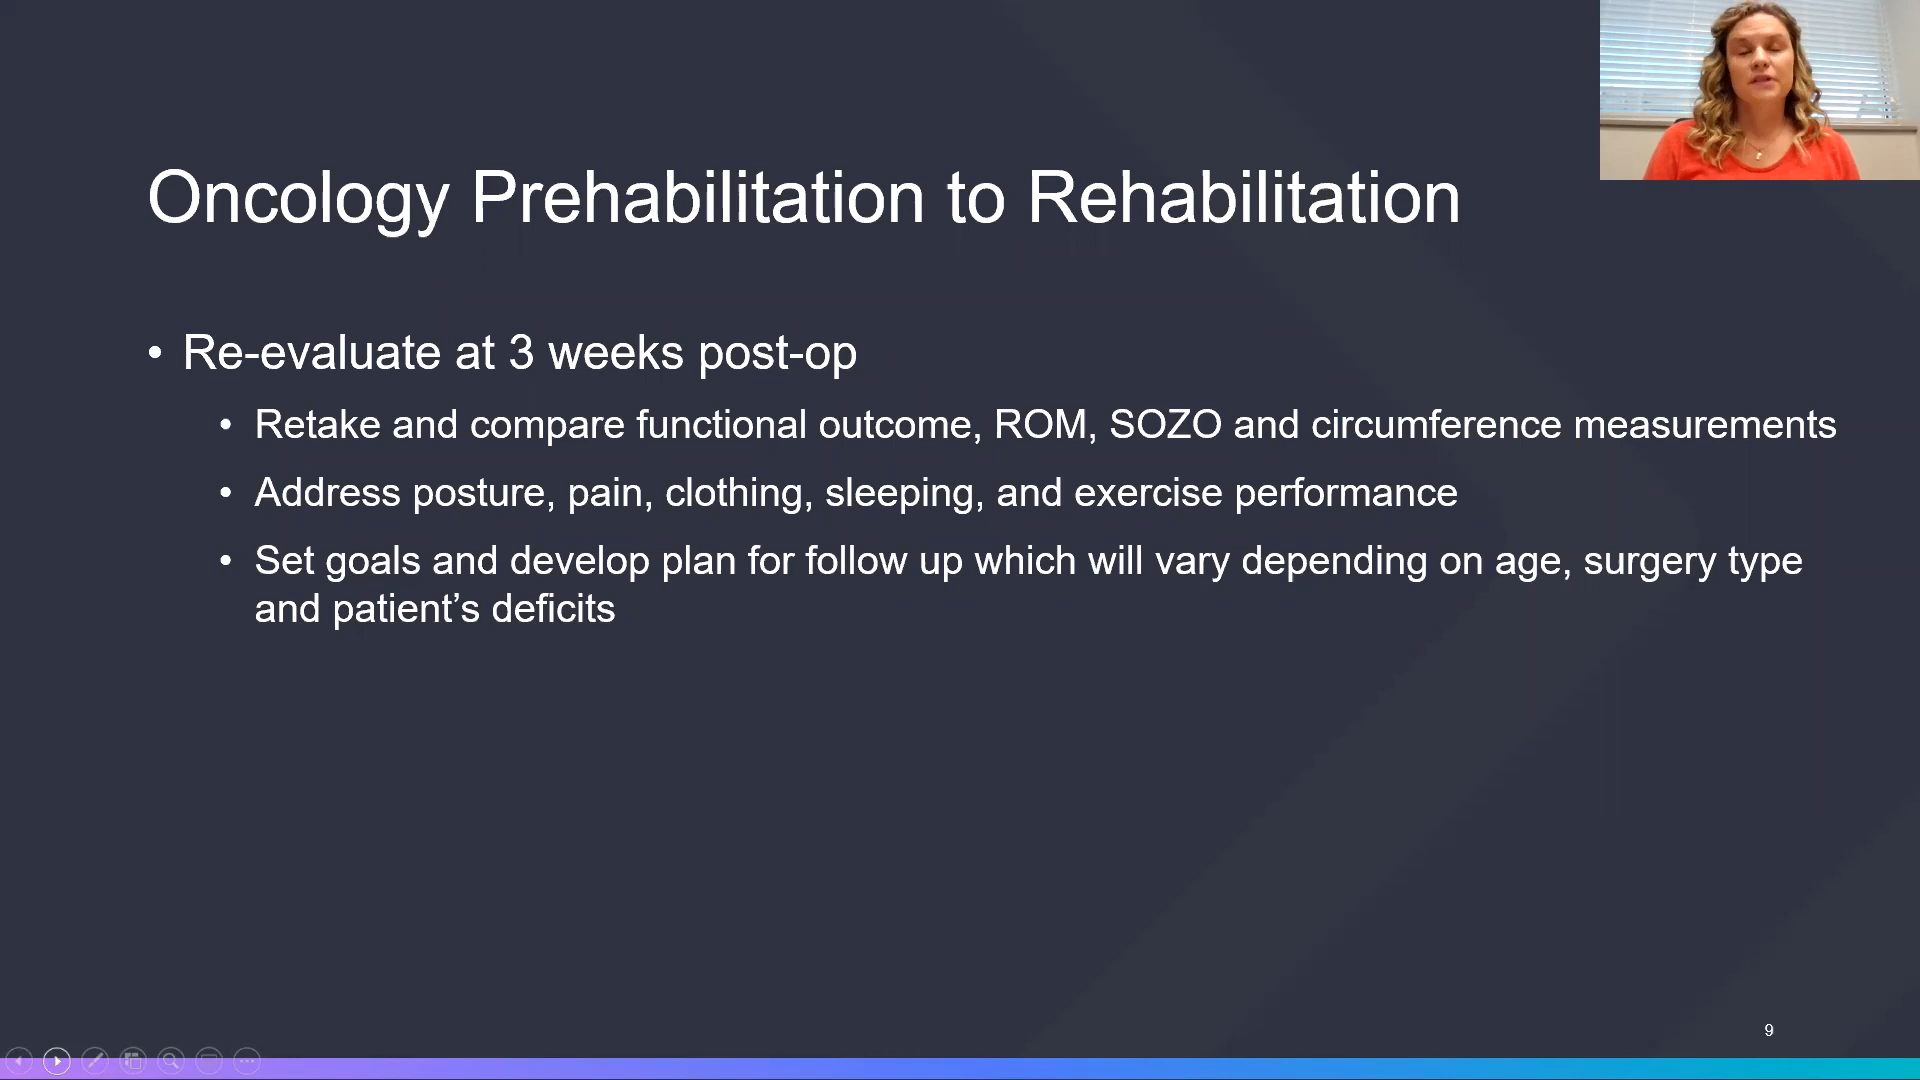 Oncology Prehabilitation to Rehabilitation
• Re-evaluate at 3 weeks post-op
• Retake and compare functional outcome, ROM, SOZO and circumference measurements
• Address posture, pain, clothing, sleeping, and exercise performance
• Set goals and develop plan for follow up which will vary depending on age, surgery type
and patient’s deficits
9